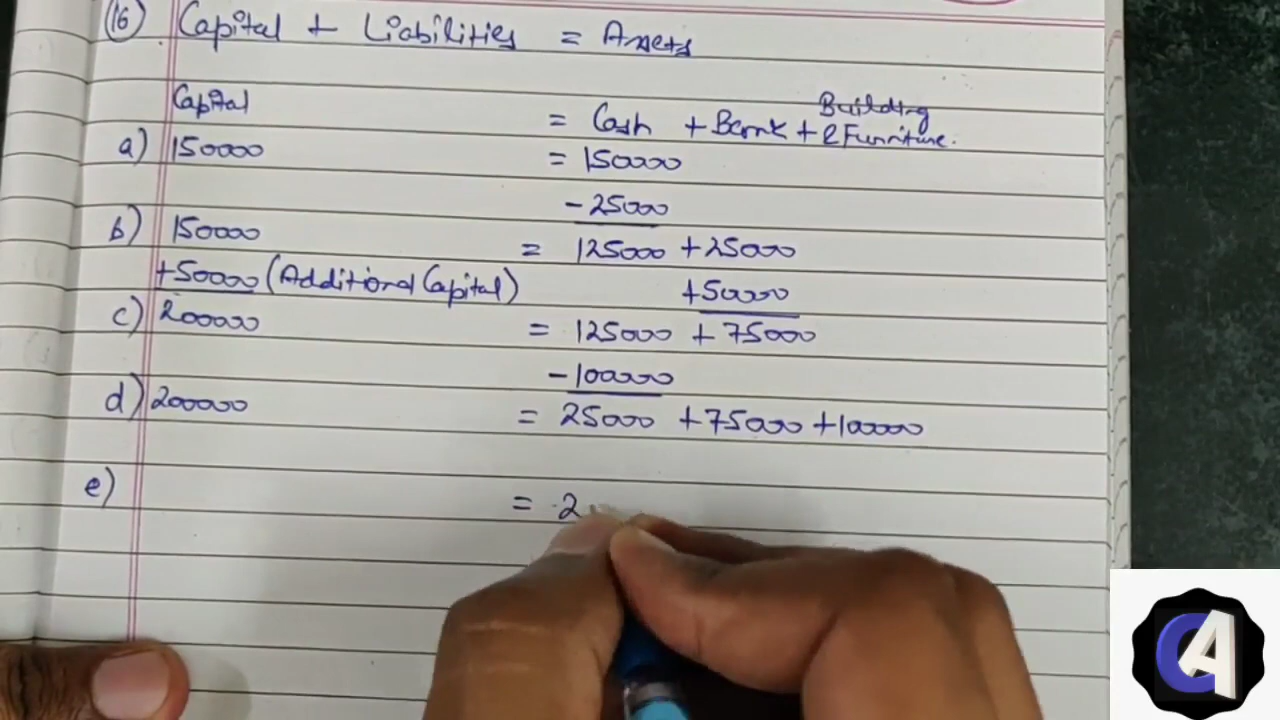 16 Capital + Liabilities = Assets
Capital = Cash + Bank + Building & Furniture.
a) 150000 = 150000
- 25000
b) 150000 = 125000 + 25000
+50000 (Additional Capital) +50000
c) 200000 = 125000 + 75000
- 100000
d) 200000 = 25000 + 75000 + 100000
e) = 2
CA